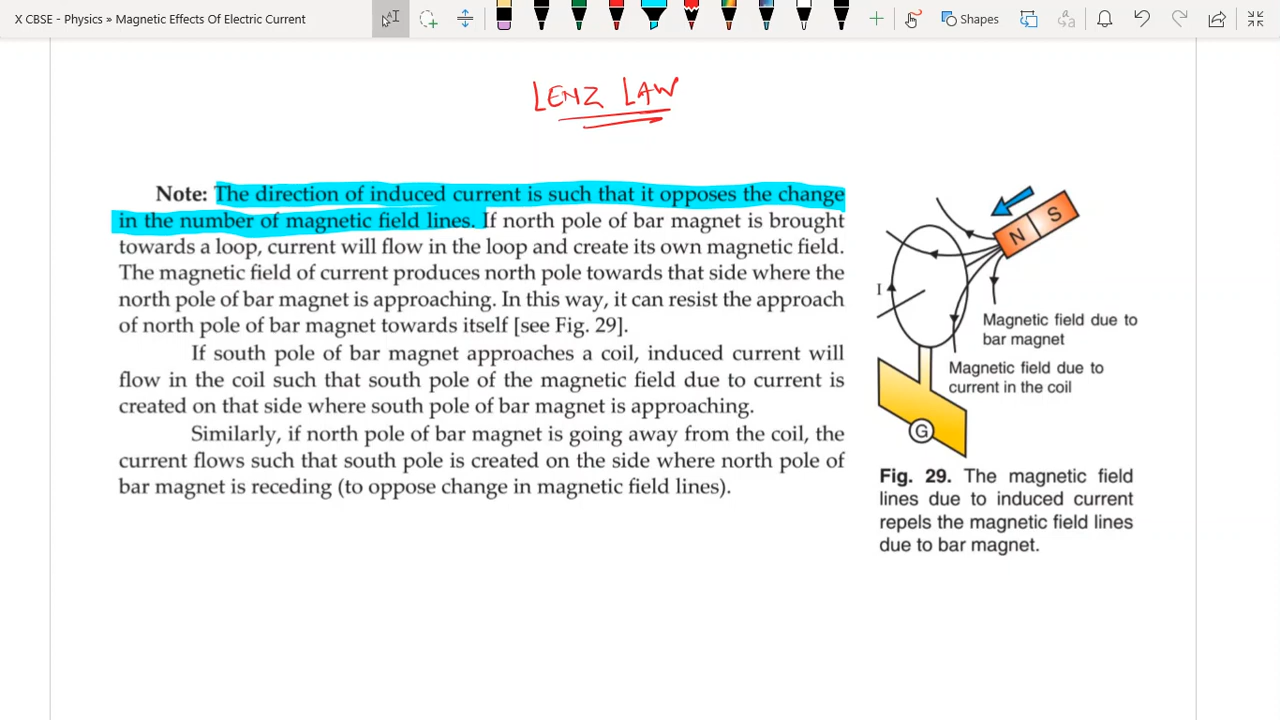 X CBSE - Physics » Magnetic Effects Of Electric Current
Shapes
LENZ LAW
Note: The direction of induced current is such that it opposes the change
in the number of magnetic field lines. If north pole of bar magnet is brought
towards a loop, current will flow in the loop and create its own magnetic field.
The magnetic field of current produces north pole towards that side where the
north pole of bar magnet is approaching. In this way, it can resist the approach
of north pole of bar magnet towards itself [see Fig. 29].
If south pole of bar magnet approaches a coil, induced current will
flow in the coil such that south pole of the magnetic field due to current is
created on that side where south pole of bar magnet is approaching.
Similarly, if north pole of bar magnet is going away from the coil, the
current flows such that south pole is created on the side where north pole of
bar magnet is receding (to oppose change in magnetic field lines).
N S
I
Magnetic field due to
bar magnet
Magnetic field due to
current in the coil
G
Fig. 29. The magnetic field
lines due to induced current
repels the magnetic field lines
due to bar magnet.